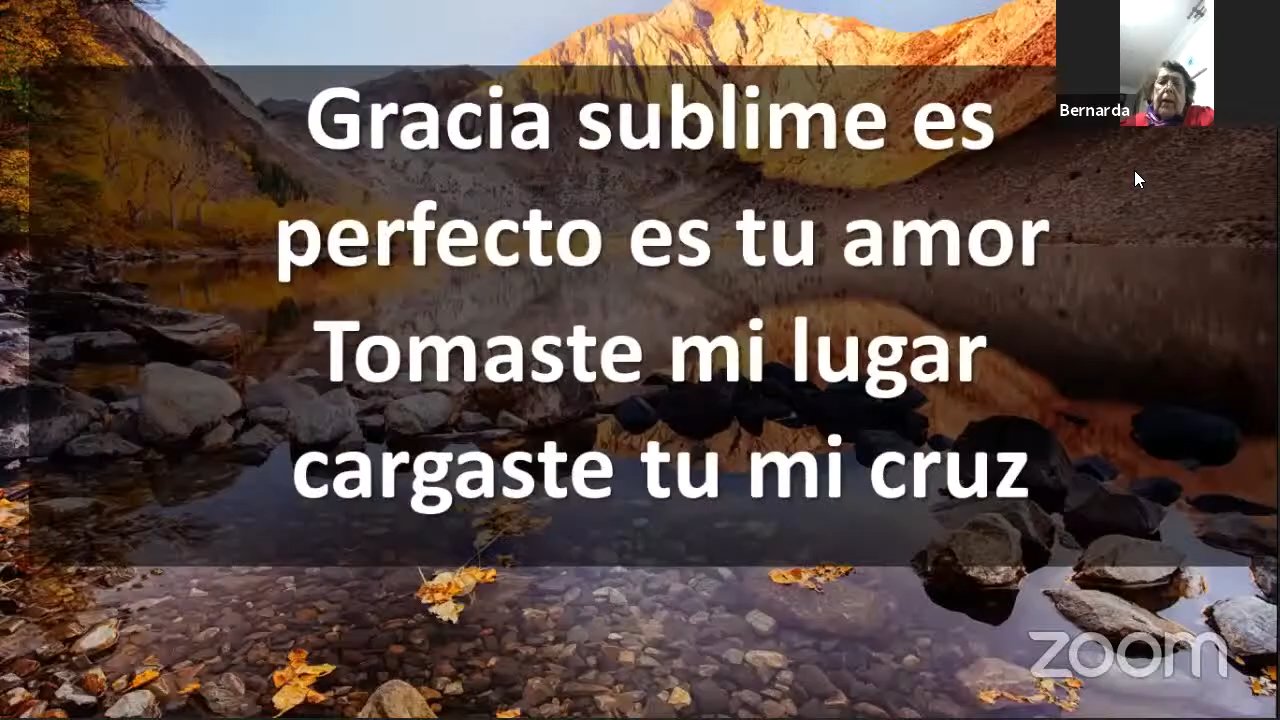 Gracia sublime es
perfecto es tu amor
Tomaste mi lugar
cargaste tu mi cruz
Bernarda
zoom